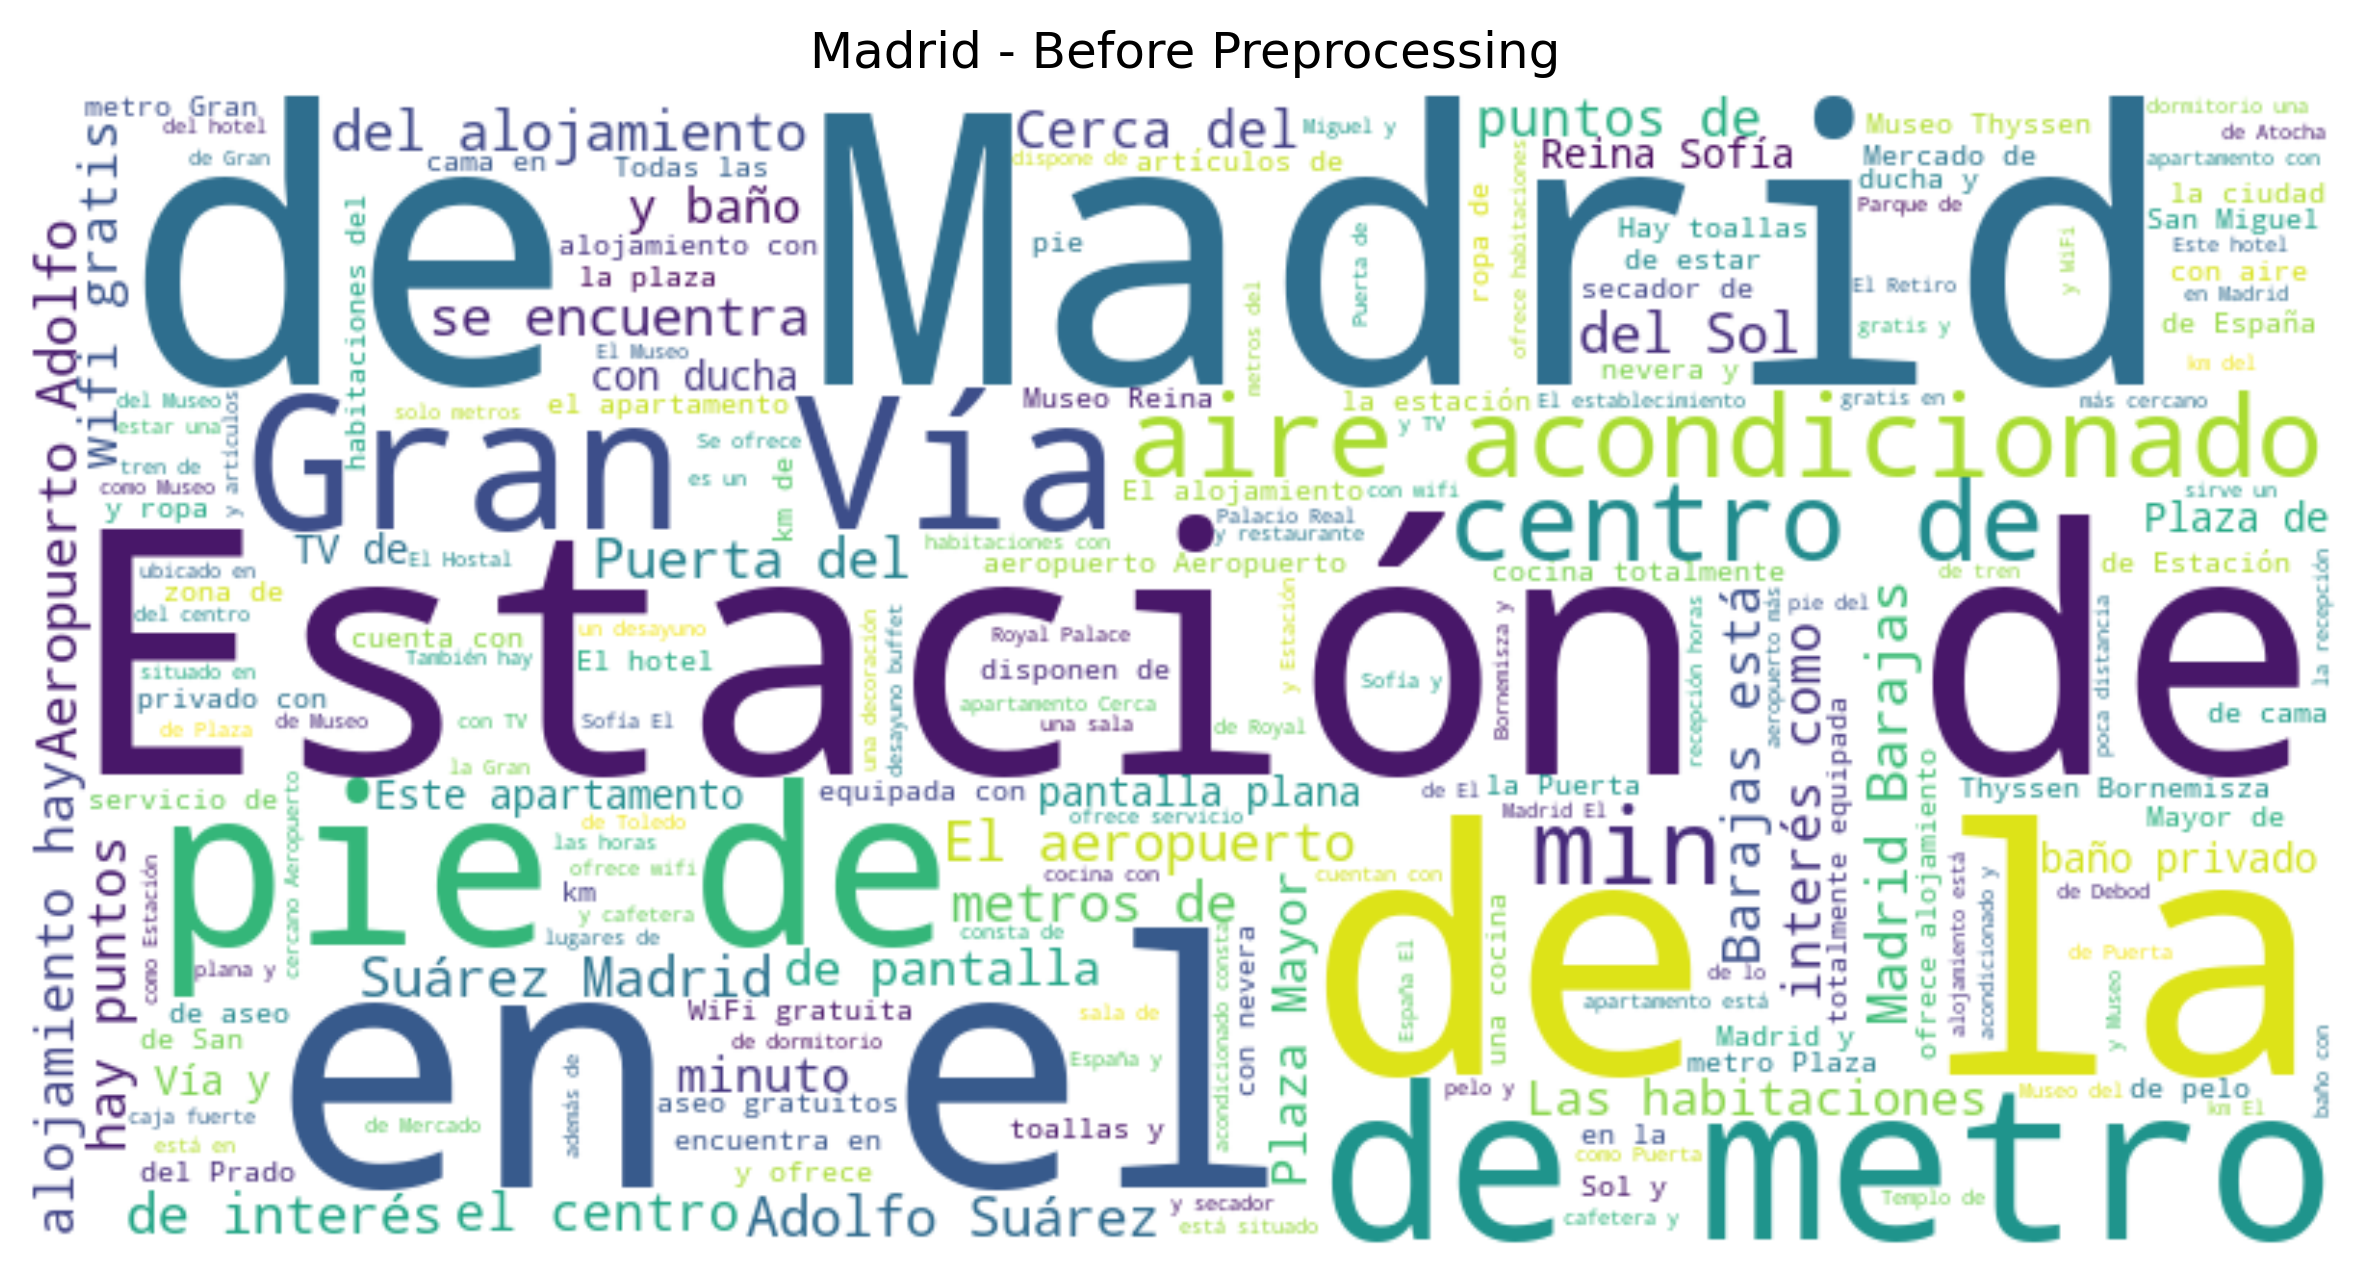 Madrid - Before Preprocessing
metro Gran
del hotel
de Gran
del alojamiento
cama en
Todas las
Cerca del
Miguel y
dispone de
artículos de
puntos de
Reina Sofía
Museo Thyssen
Mercado de
ducha y
Parque de
dormitorio una
de Atocha
apartamento con
la ciudad
San Miguel
Este hotel
con aire
en Madrid
de España
km del
de Madrid
Wifi gratis
Aeropuerto Adolfo
habitaciones del
y baño
alojamiento con
la plaza
se encuentra
El Museo
con ducha
pie
metros del
Puerta de
ropa de
ofrece habitaciones
Hay toallas
de estar
secador de
del Sol
nevera y
El Retiro
gratis y
y WiFi
del Museo
estar una
tren de
como Museo
y ropa
y artículos
solo metros
el apartamento
Museo Reina
la estación
El establecimiento
gratis en
más cercano
Gran Vía
Se ofrece
es un
km de
aire acondicionado
y TV
El alojamiento
con wifi
Palacio Real
y restaurante
centro de
sirve un
Plaza de
TV de
El Hostal
Puerta del
habitaciones con
aeropuerto Aeropuerto
cocina totalmente
de tren
de Estación
la recepción
ubicado en
zona de
del centro
situado en
privado con
de Plaza
Estación de
cuenta con
También hay
un desayuno
El hotel
de Museo
con TV
Sofía El
una decoración
desayuno buffet
Royal Palace
disponen de
apartamento Cerca
una sala
de Royal
y Estación
Sofía y
Bornemisza y
recepción horas
Barajas está
aeropuerto más
pie del
interés como
totalmente equipada
Madrid Barajas
ofrece alojamiento
poca distancia
de cama
la Gran
servicio de
cercano Aeropuerto
Este apartamento
equipada con
pantalla plana
de El
la Puerta
Madrid El
Thyssen Bornemisza
Mayor de
alojamiento hay
hay puntos
como Estación
pie de
de Toledo
las horas
ofrece wifi
km
y cafetera
lugares de
El aeropuerto
ofrece servicio
cocina con
metros de
consta de
cuentan con
min
baño privado
de Debod
de Puerta
plana y
de aseo
de San
Vía y
caja fuerte
está en
del Prado
Suárez Madrid
de pantalla
en el
de Mercado
además de
WiFi gratuita
de dormitorio
minuto
aseo gratuitos
encuentra en
y ofrece
sala de
España y
toallas y
acondicionado consta
con nevera
Plaza Mayor
de la
España El
una cocina
de lo
apartamento está
alojamiento está
acondicionado y
y Museo
Madrid y
metro Plaza
pelo y
Las habitaciones
Museo del
de pelo
km El
baño con
de metro
en la
como Puerta
Sol y
cafetera y
Templo de
de interés
el centro
Adolfo Suárez
y secador
está situado